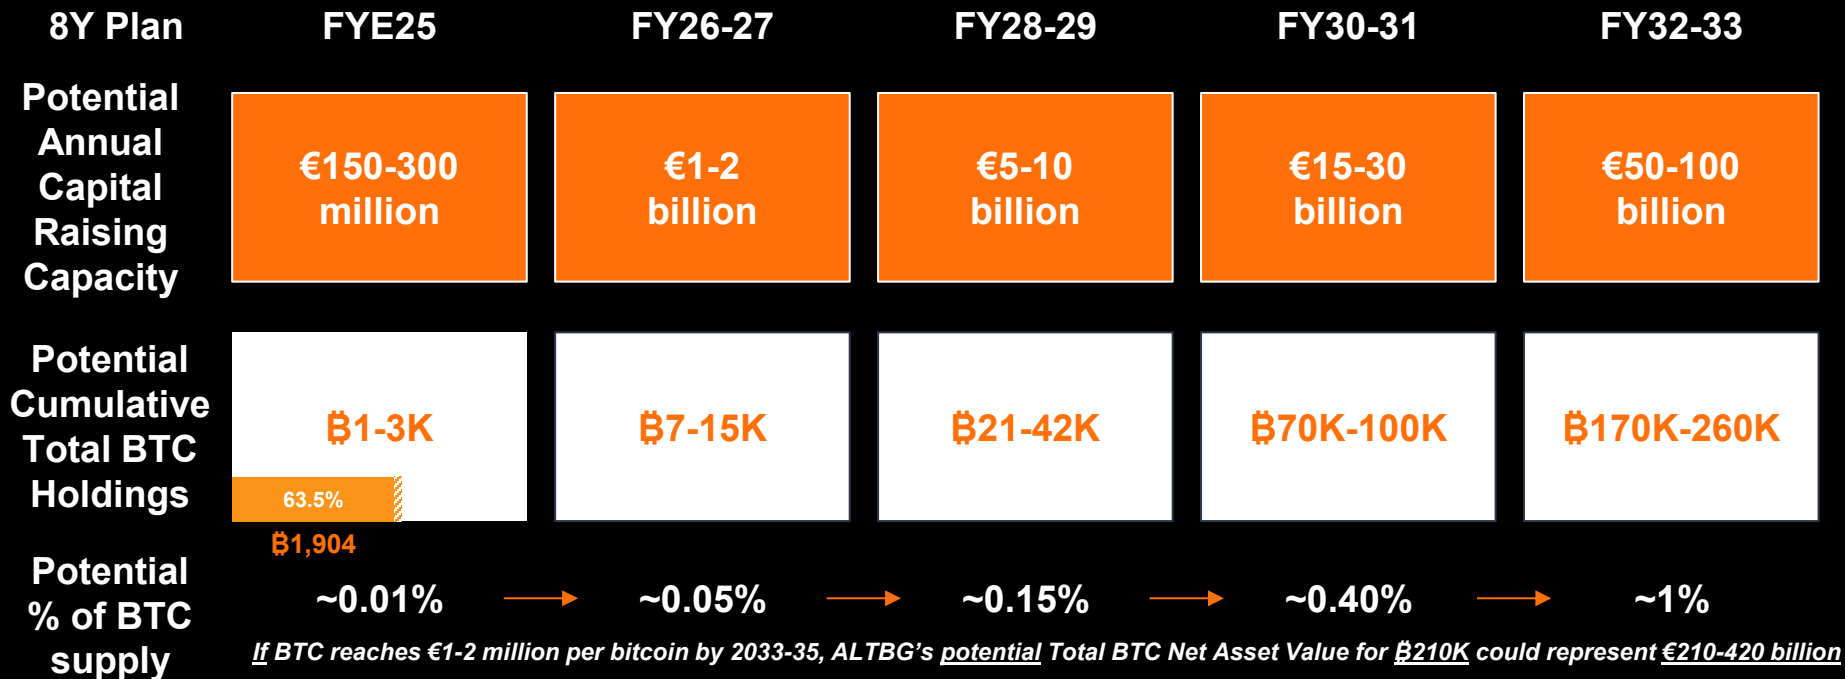 8Y Plan FYE25 FY26-27 FY28-29 FY30-31 FY32-33
Potential
Annual
Capital
Raising
Capacity
€150-300
million
€1-2
billion
€5-10
billion
€15-30
billion
€50-100
billion
Potential
Cumulative
Total BTC
Holdings
₿1-3K
63.5%
₿1,904
₿7-15K
₿21-42K
₿70K-100K
₿170K-260K
Potential
% of BTC
supply
~0.01% → ~0.05% → ~0.15% → ~0.40% → ~1%
If BTC reaches €1-2 million per bitcoin by 2033-35, ALTBG's potential Total BTC Net Asset Value for ₿210K could represent €210-420 billion